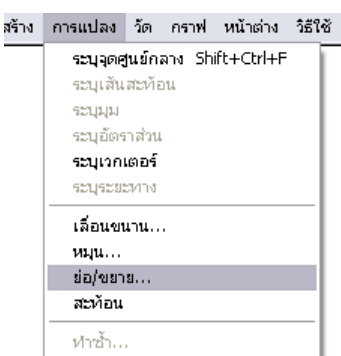 สร้าง การแปลง วัด กราฟ หน้าต่าง วิธีใช้
ระบุจุดศูนย์กลาง Shift+Ctrl+F
ระบุเส้นสะท้อน
ระบุมุม
ระบุอัตราส่วน
ระบุเวกเตอร์
ระบุระยะทาง
เลื่อนขนาน...
หมุน...
ย่อ/ขยาย...
สะท้อน
ทำซ้ำ...